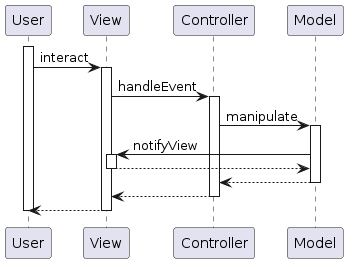 User View Controller Model
interact
handleEvent
manipulate
notifyView
User View Controller Model